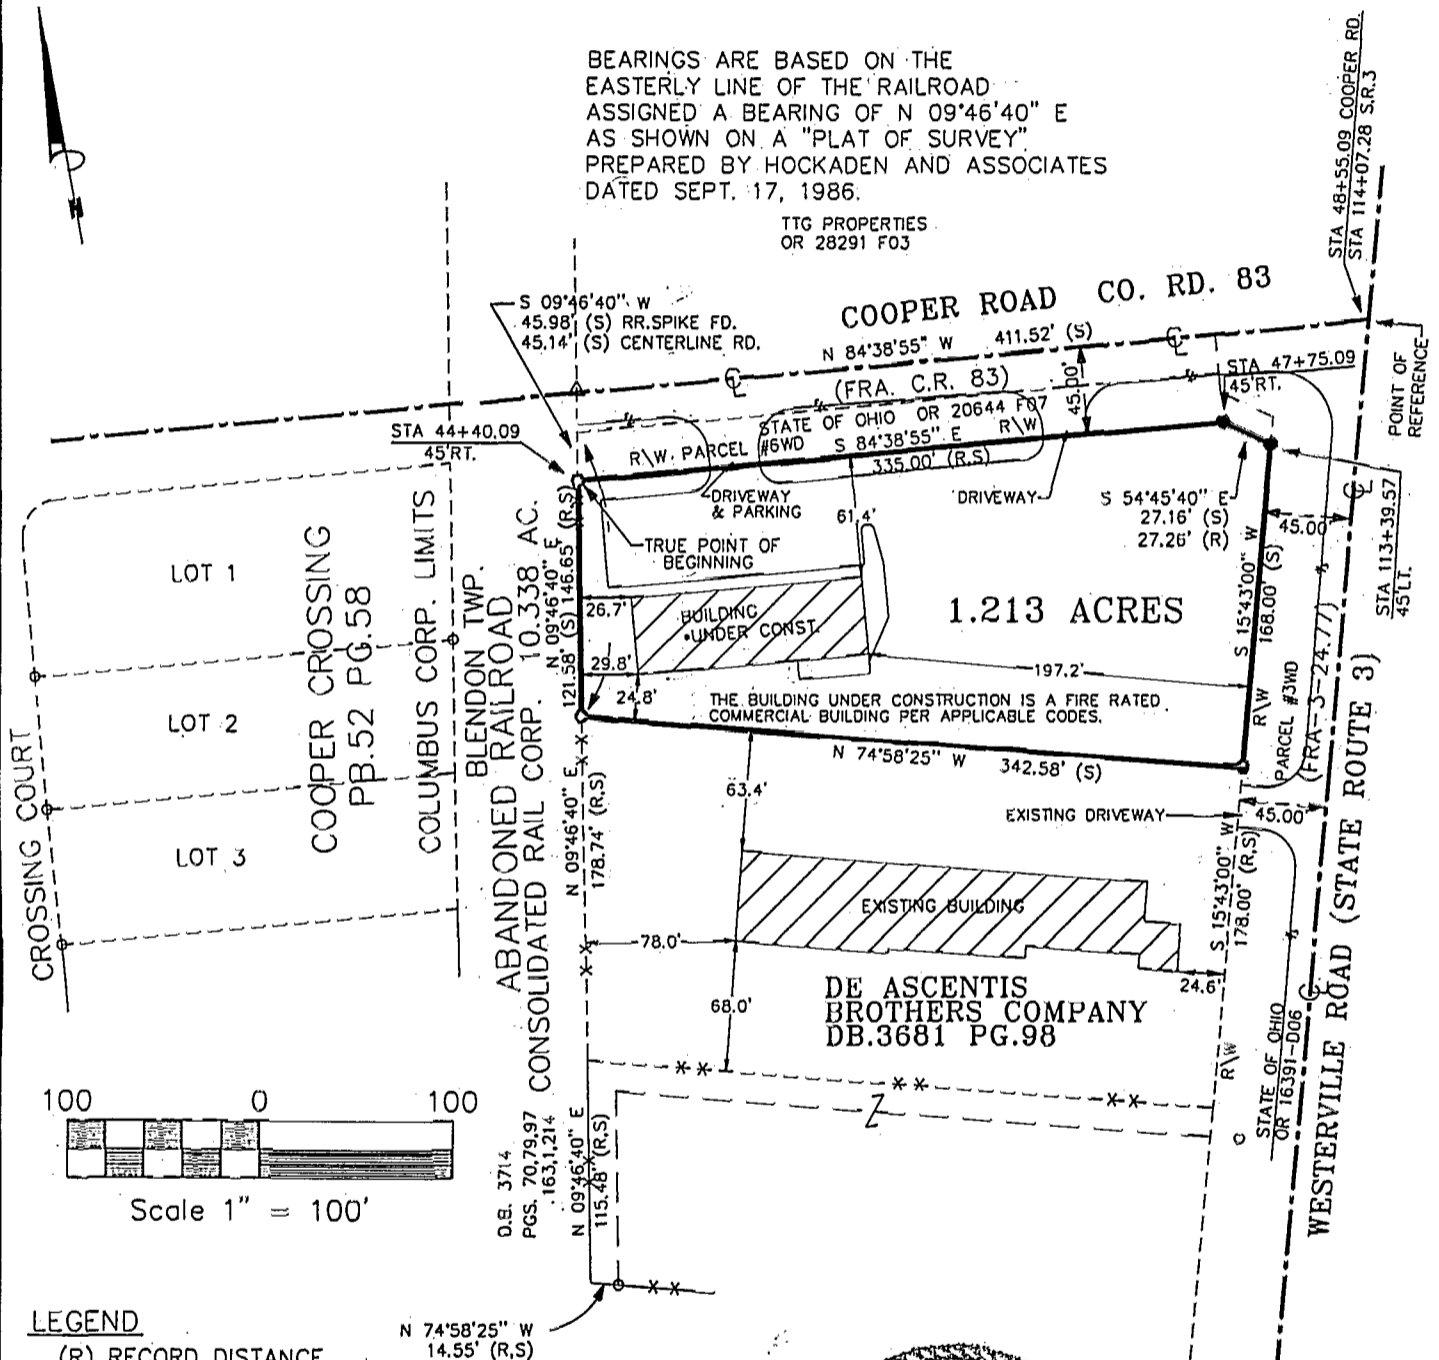 BEARINGS ARE BASED ON THE
EASTERLY LINE OF THE RAILROAD
ASSIGNED A BEARING OF N 09°46'40" E
AS SHOWN ON A "PLAT OF SURVEY"
PREPARED BY HOCKADEN AND ASSOCIATES
DATED SEPT. 17, 1986.
TTG PROPERTIES
OR 28291 F03
STA 48+55.09 COOPER RD.
STA 114+07.28 S.R.3
S 09°46'40" W
45.98' (S) RR.SPIKE FD.
45.14' (S) CENTERLINE RD.
COOPER ROAD CO. RD. 83
N 84°38'55" W 411.52' (S)
(FRA. C.R. 83)
45.00'
STA 47+75.09
45'RT.
POINT OF
REFERENCE
STA 44+40.09
45'RT.
STATE OF OHIO OR 20644 F07
R\W. PARCEL #6WD S 84°38'55" E R\W
335.00' (R,S)
DRIVEWAY
& PARKING
DRIVEWAY
61.4'
S 54°45'40" E
27.16' (S)
27.26' (R)
45.00'
STA 113+39.57
45'LT.
TRUE POINT OF
BEGINNING
N 09°46'40" E
121.58' (S) 146.65' (R,S)
26.7'
BUILDING
UNDER CONST.
1.213 ACRES
S 15°43'00" W
168.00' (S)
29.8'
24.8'
197.2'
THE BUILDING UNDER CONSTRUCTION IS A FIRE RATED
COMMERCIAL BUILDING PER APPLICABLE CODES.
R\W
PARCEL #3WD
(FRA-3-24.77)
N 74°58'25" W 342.58' (S)
LOT 1
LOT 2
LOT 3
CROSSING COURT
COOPER CROSSING
PB.52 PG.58
COLUMBUS CORP. LIMITS
BLENDON TWP.
ABANDONED RAILROAD
CONSOLIDATED RAIL CORP. 10.338 AC.
D.B. 3714
PGS. 70,79,97
163,1,214
N 09°46'40" E
178.74' (R,S)
63.4'
EXISTING DRIVEWAY
45.00'
S 15°43'00" W
178.00' (R,S)
EXISTING BUILDING
78.0'
24.6'
68.0'
DE ASCENTIS
BROTHERS COMPANY
DB.3681 PG.98
R\W
STATE OF OHIO
OR 16391-D06
WESTERVILLE ROAD (STATE ROUTE 3)
N 09°46'40" E
115.48' (R,S)
100 0 100
Scale 1" = 100'
LEGEND
(R) RECORD DISTANCE
N 74°58'25" W
14.55' (R,S)